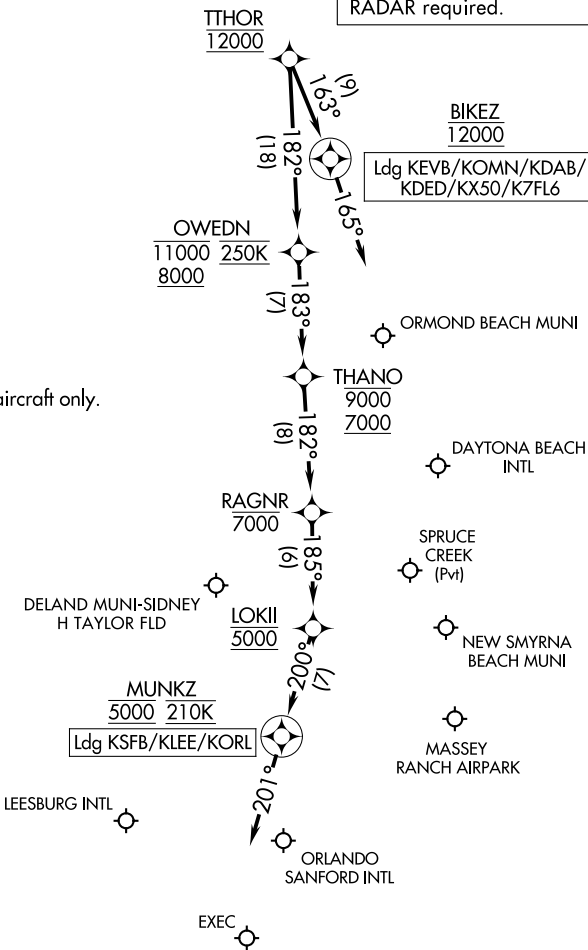 RADAR required.
TTHOR
12000
(9)
163°
BIKEZ
12000
Ldg KEVB/KOMN/KDAB/
KDED/KX50/K7FL6
182°
(18)
165°
OWEDN
11000 250K
8000
183°
(7)
ORMOND BEACH MUNI
THANO
9000
7000
aircraft only.
182°
(8)
DAYTONA BEACH
INTL
RAGNR
7000
185°
(6)
SPRUCE
CREEK
(Pvt)
DELAND MUNI-SIDNEY
H TAYLOR FLD
LOKII
5000
NEW SMYRNA
BEACH MUNI
200°
(7)
MUNKZ
5000 210K
Ldg KSFB/KLEE/KORL
MASSEY
RANCH AIRPARK
201°
LEESBURG INTL
ORLANDO
SANFORD INTL
EXEC